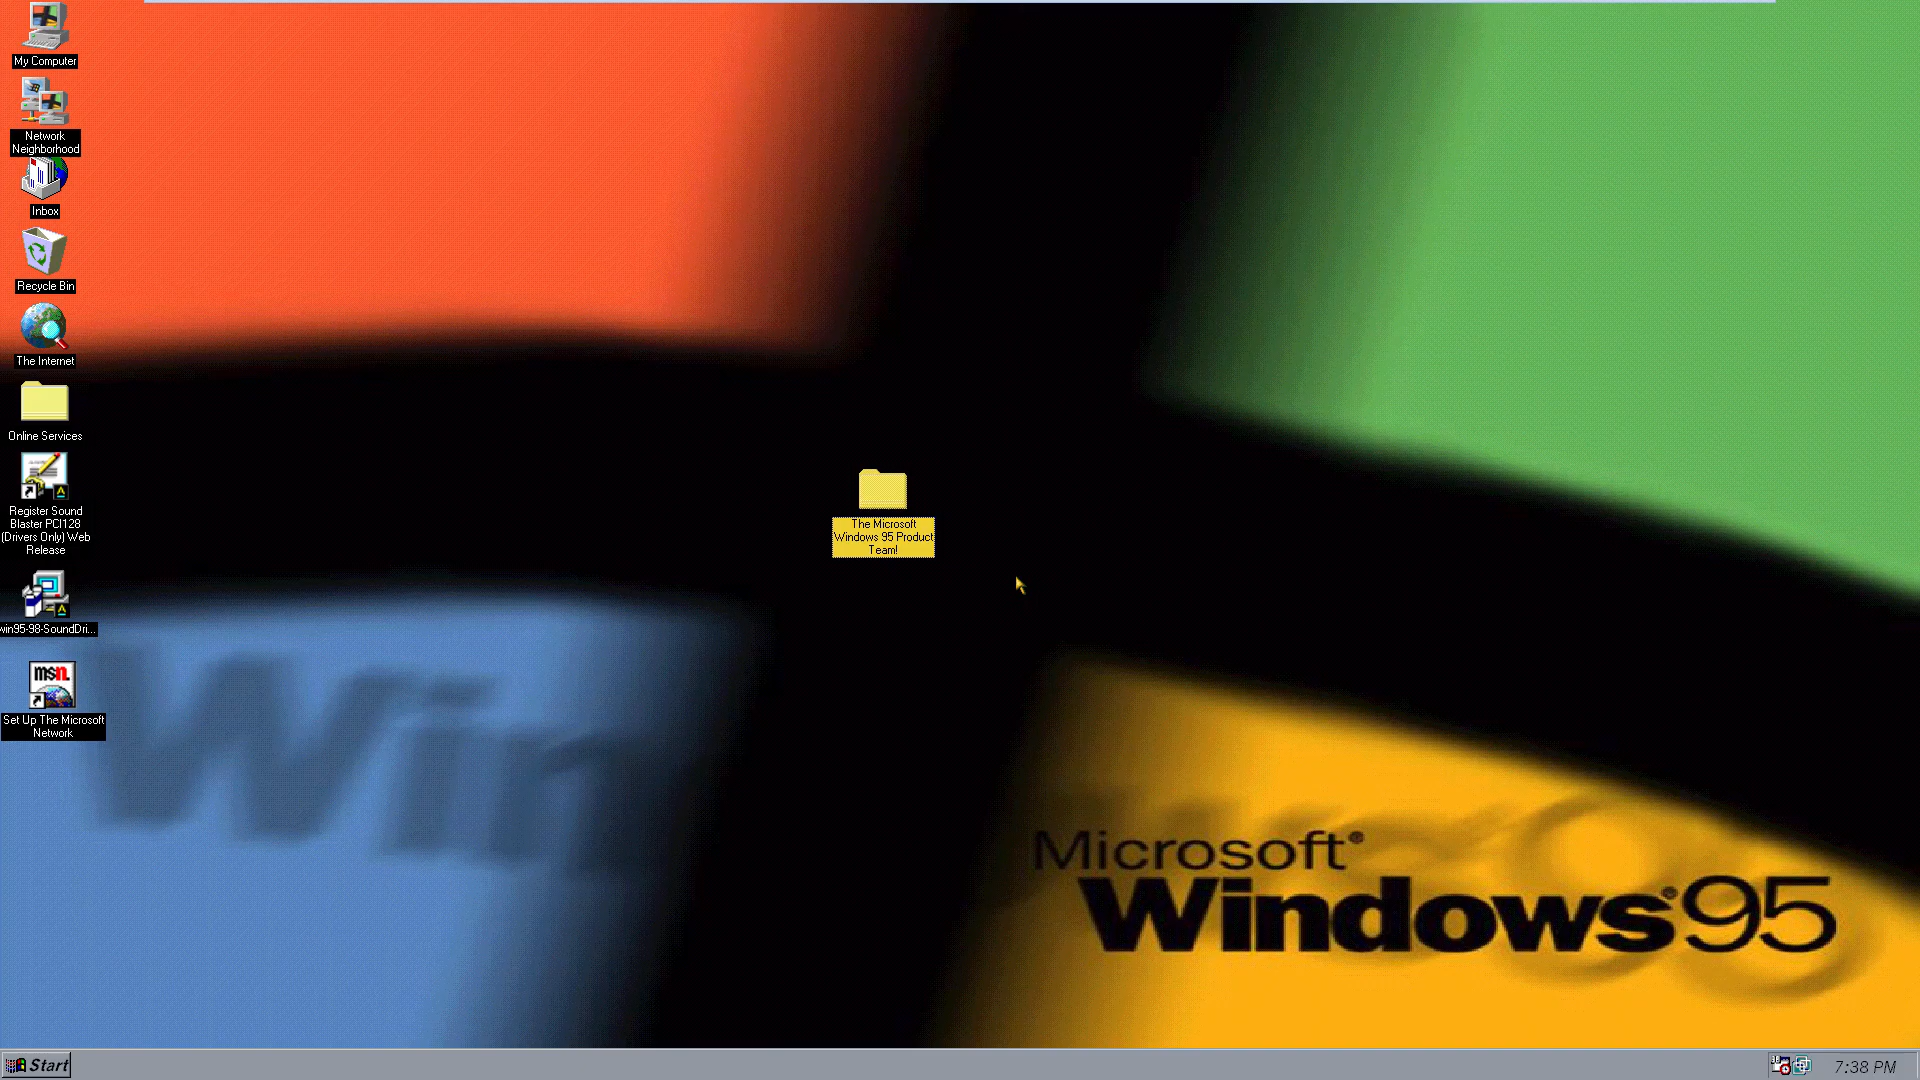 My Computer
Network
Neighborhood
Inbox
Recycle Bin
The Internet
Online Services
Register Sound
Blaster PCI128
(Drivers Only) Web
Release
win95-98-SoundDri...
msn.
Set Up The Microsoft
Network
The Microsoft
Windows 95 Product
Team!
Win
Microsoft®
Windows®95
Start
7:38 PM